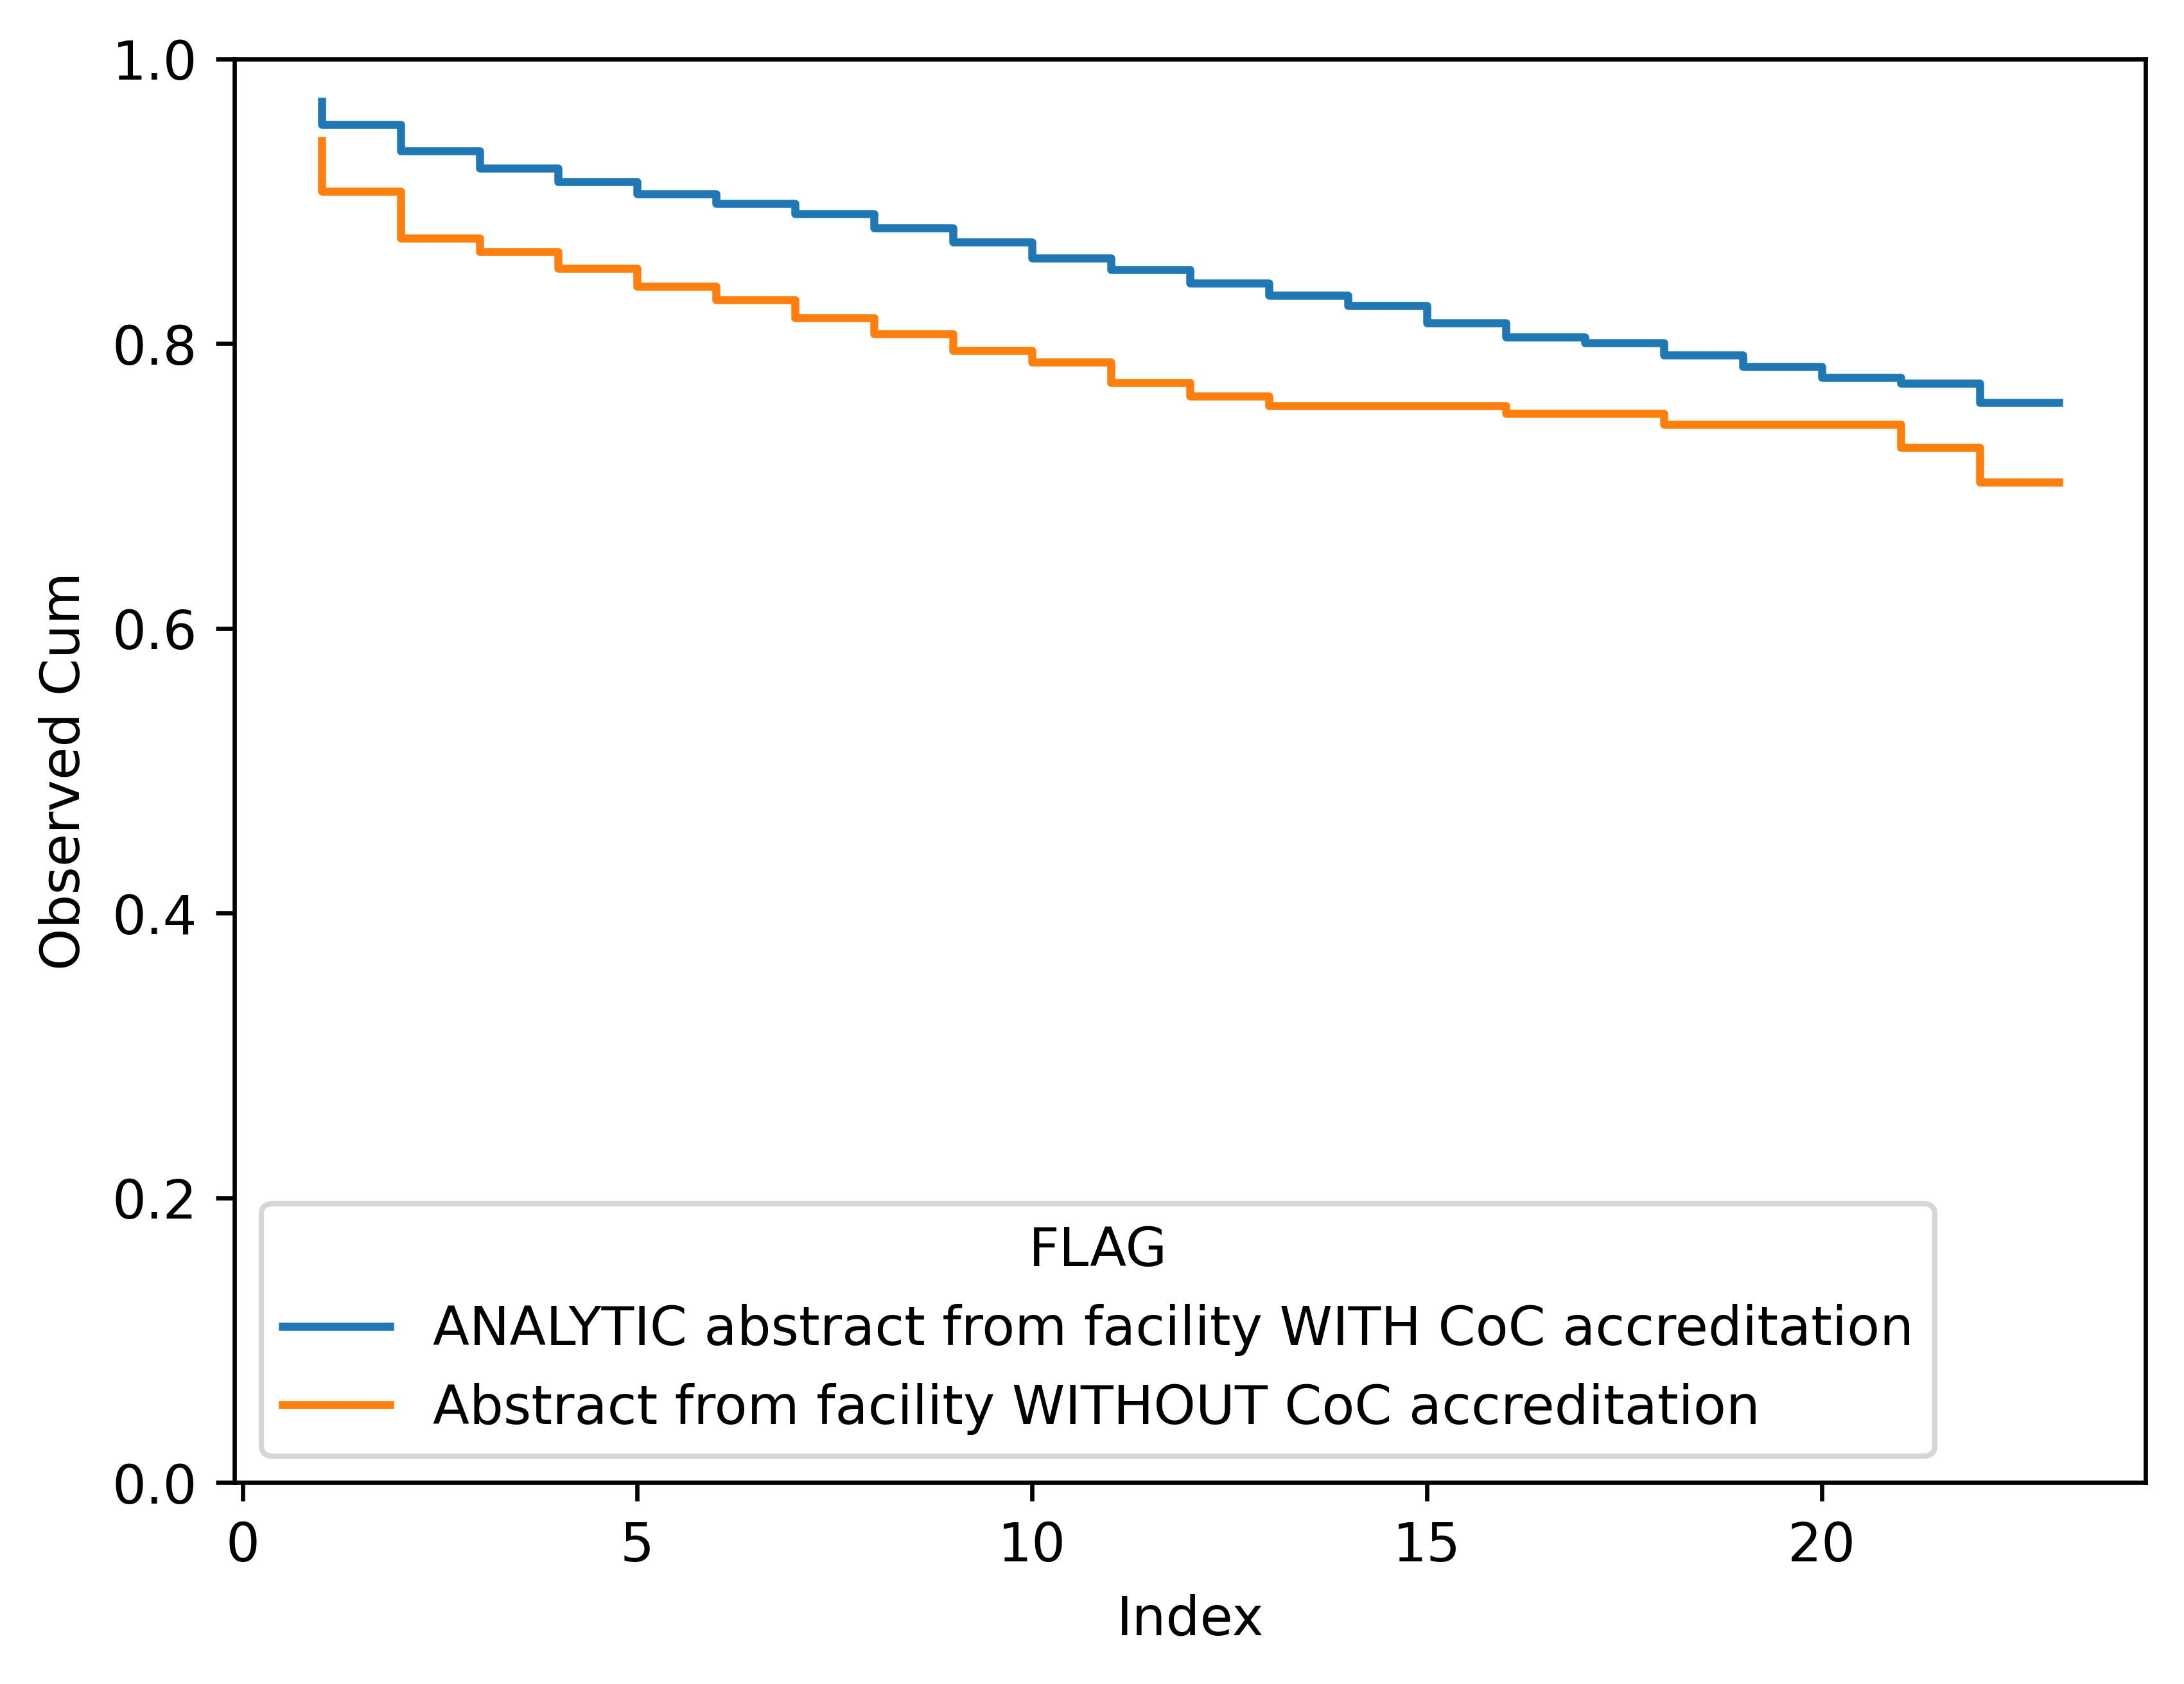 1.0
0.8
0.6
0.4
0.2
0.0
Observed Cum
FLAG
ANALYTIC abstract from facility WITH CoC accreditation
Abstract from facility WITHOUT CoC accreditation
0 5 10 15 20
Index